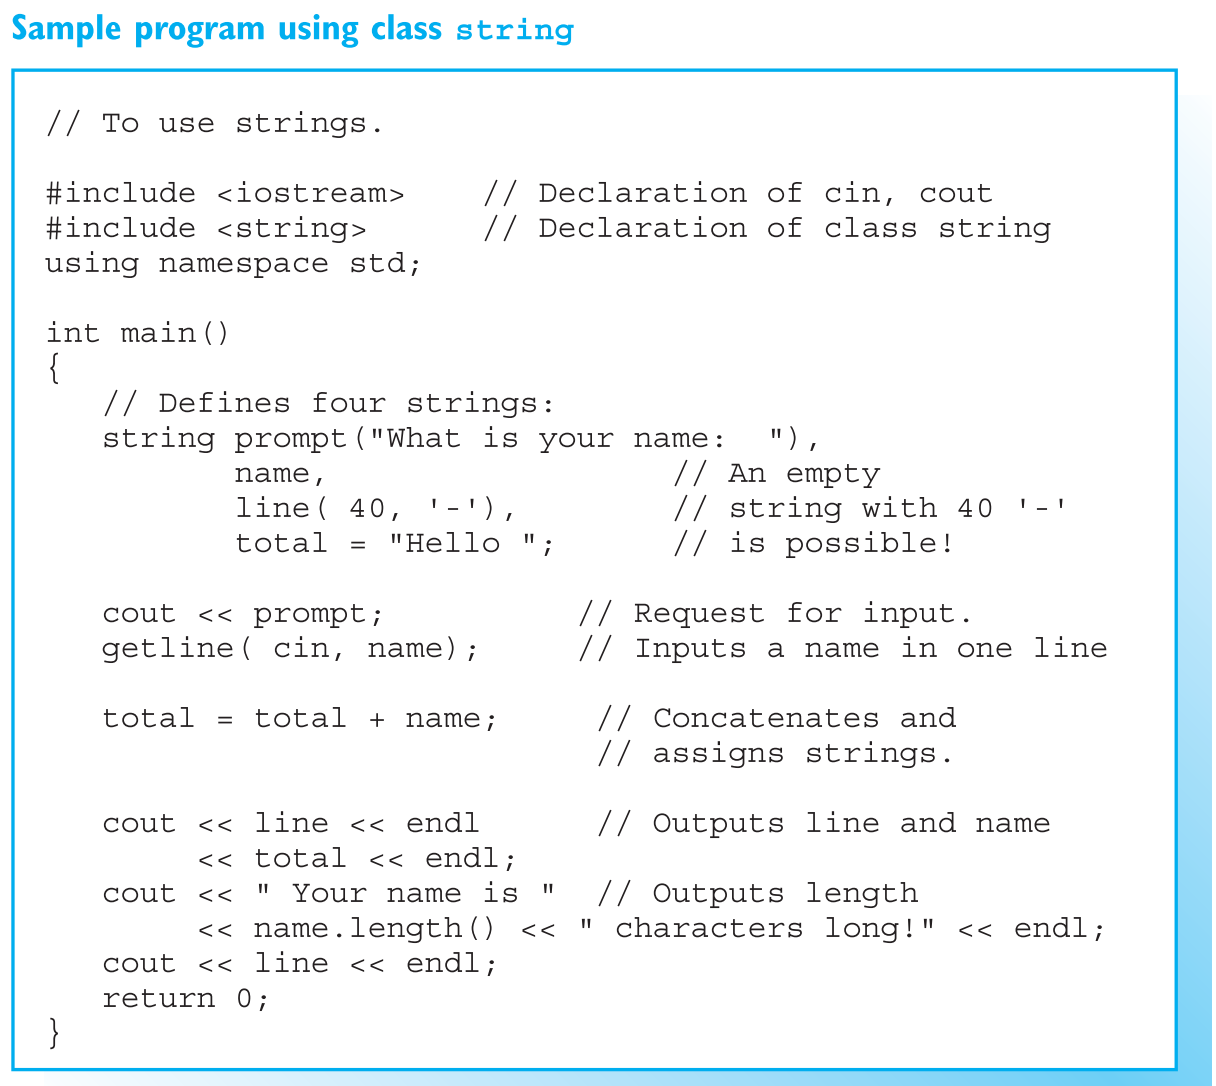 Sample program using class string
// To use strings.
#include <iostream>    // Declaration of cin, cout
#include <string>      // Declaration of class string
using namespace std;
int main()
{
   // Defines four strings:
   string prompt("What is your name:  "),
          name,                  // An empty
          line( 40, '-'),        // string with 40 '-'
          total = "Hello ";      // is possible!
   cout << prompt;          // Request for input.
   getline( cin, name);     // Inputs a name in one line
   total = total + name;     // Concatenates and
                             // assigns strings.
   cout << line << endl      // Outputs line and name
        << total << endl;
   cout << " Your name is "  // Outputs length
        << name.length() << " characters long!" << endl;
   cout << line << endl;
   return 0;
}